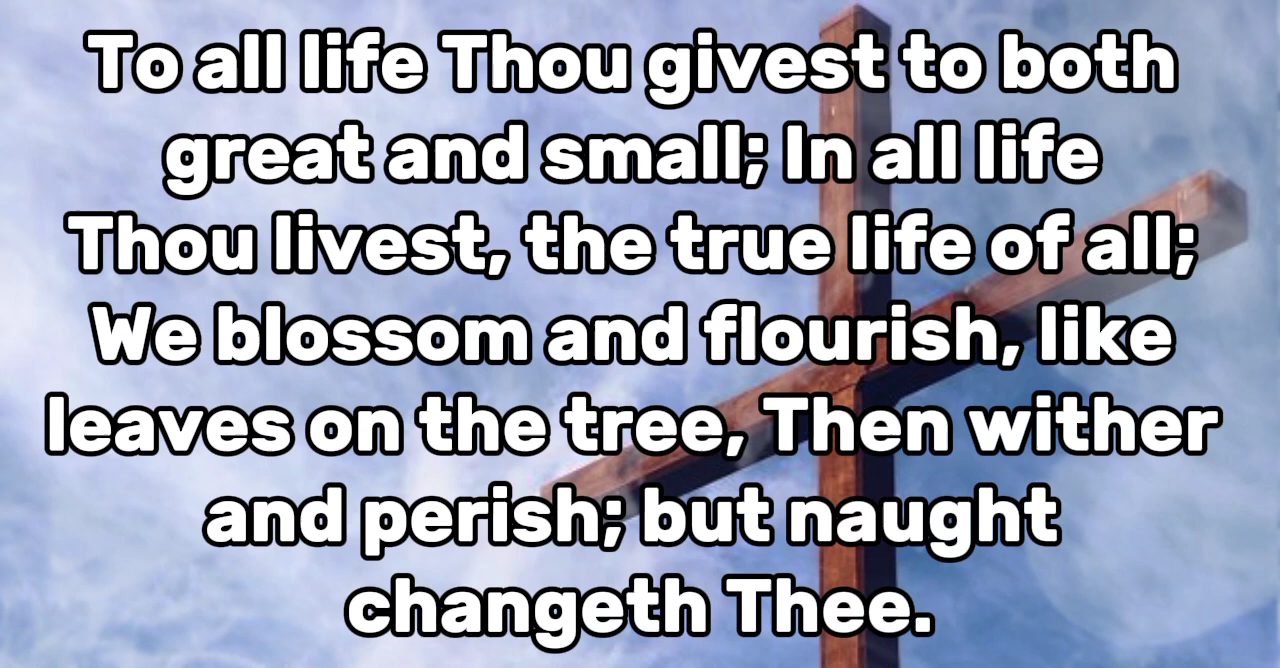 To all life Thou givest to both
great and small; In all life
Thou livest, the true life of all;
We blossom and flourish, like
leaves on the tree, Then wither
and perish; but naught
changeth Thee.